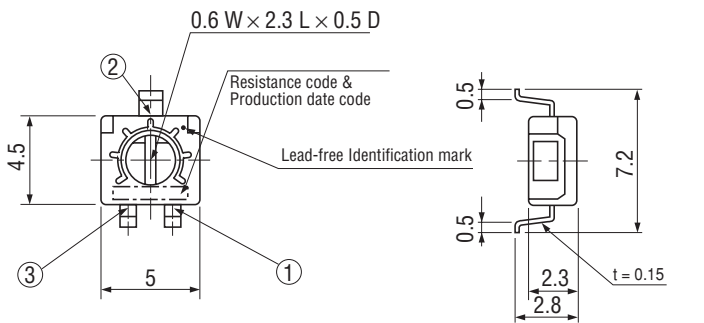 0.6 W × 2.3 L × 0.5 D
②
Resistance code &
Production date code
Lead-free Identification mark
4.5
③
①
5
0.5
7.2
0.5
t = 0.15
2.3
2.8